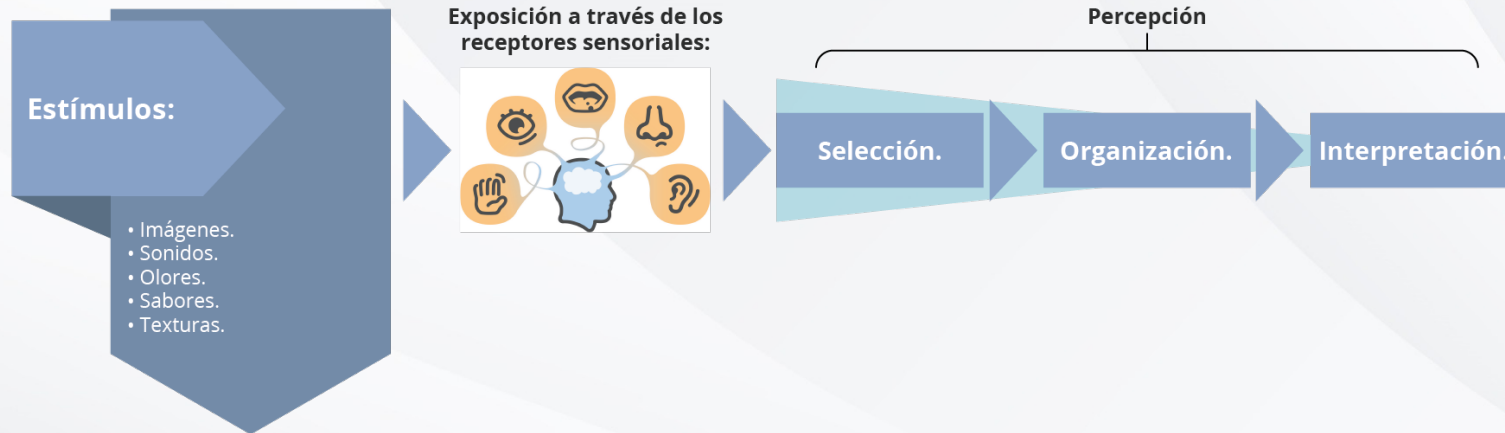 Estímulos:
• Imágenes.
• Sonidos.
• Olores.
• Sabores.
• Texturas.
Exposición a través de los
receptores sensoriales:
Percepción
Selección.
Organización.
Interpretación.